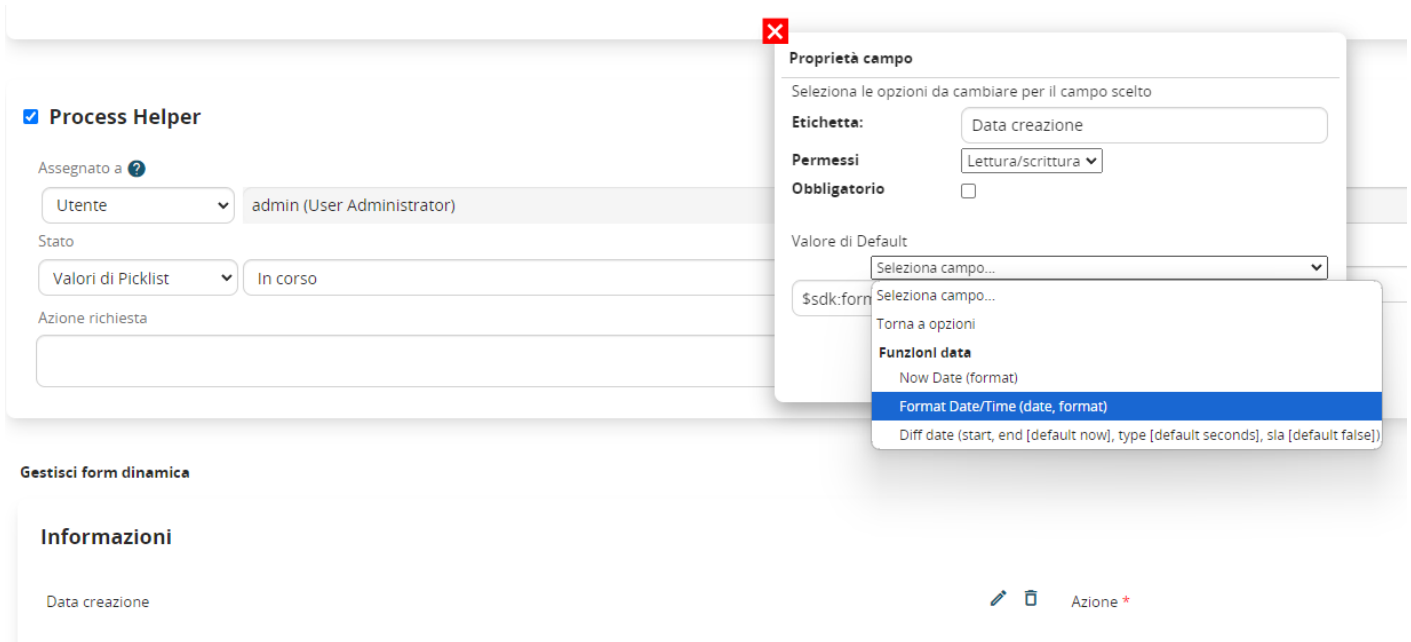 Proprietà campo
Seleziona le opzioni da cambiare per il campo scelto
Etichetta:
Data creazione
Permessi
Lettura/scrittura
Obbligatorio
Valore di Default
Seleziona campo...
$sdk:form
Seleziona campo...
Torna a opzioni
Funzioni data
Now Date (format)
Format Date/Time (date, format)
Diff date (start, end [default now], type [default seconds], sla [default false])
Process Helper
Assegnato a ?
Utente
admin (User Administrator)
Stato
Valori di Picklist
In corso
Azione richiesta
Gestisci form dinamica
Informazioni
Data creazione
Azione *